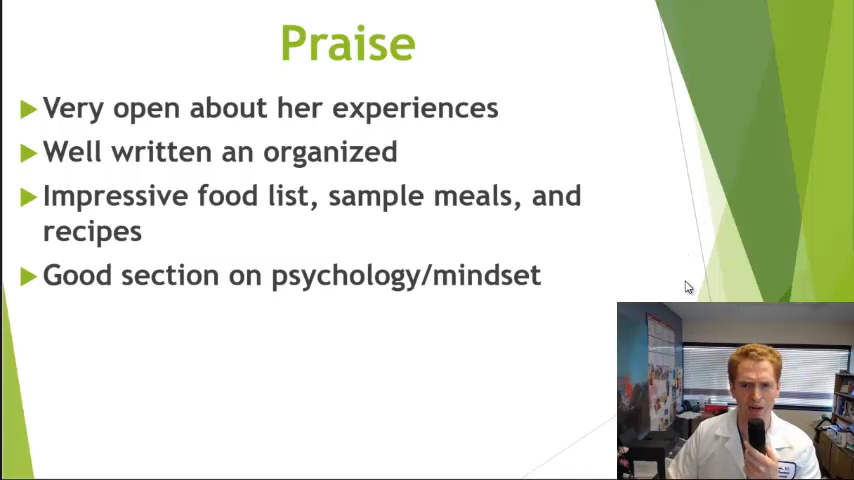 Praise
Very open about her experiences
Well written an organized
Impressive food list, sample meals, and
recipes
Good section on psychology/mindset